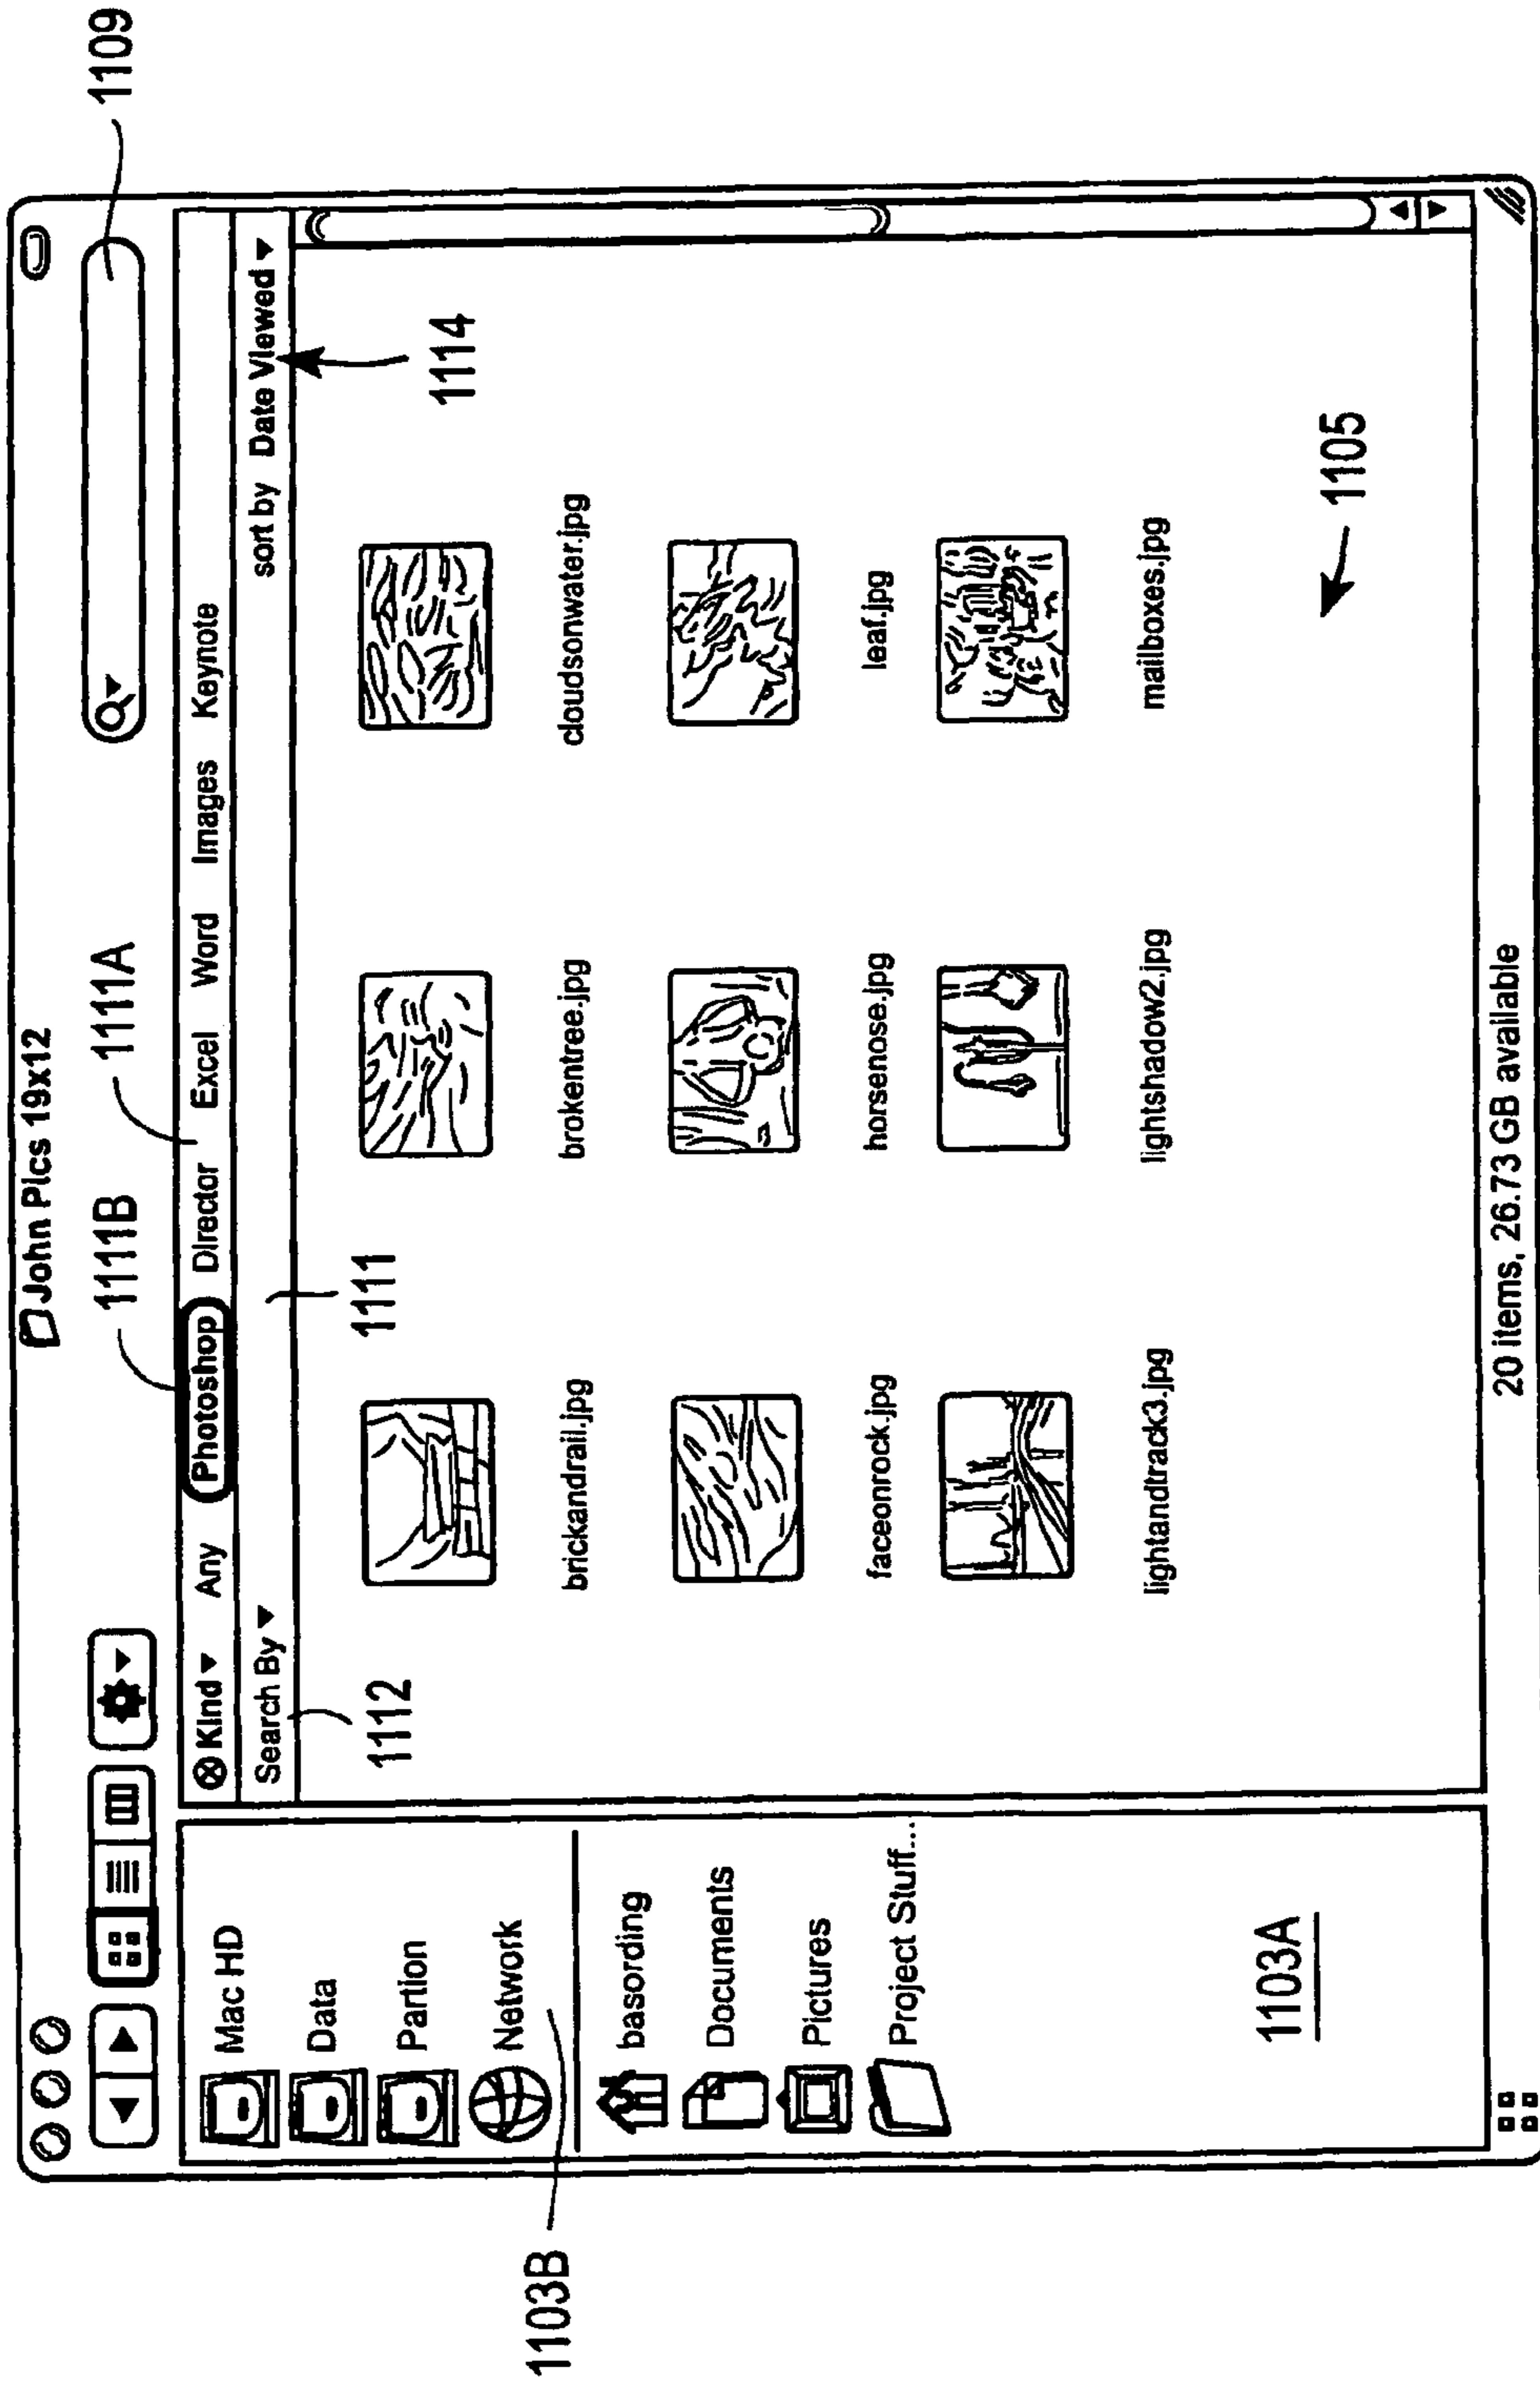 John Pics 19x12
1109
1111B
1111A
Kind Any Photoshop Director Excel Word Images Keynote
Search By
sort by Date Viewed
1112
1111
1114
Mac HD
Data
Partion
Network
1103B
basording
Documents
Pictures
Project Stuff...
1103A
brickandrail.jpg
brokentree.jpg
cloudsonwater.jpg
faceonrock.jpg
horsenose.jpg
leaf.jpg
lightandtrack3.jpg
lightshadow2.jpg
mailboxes.jpg
1105
20 items, 26.73 GB available